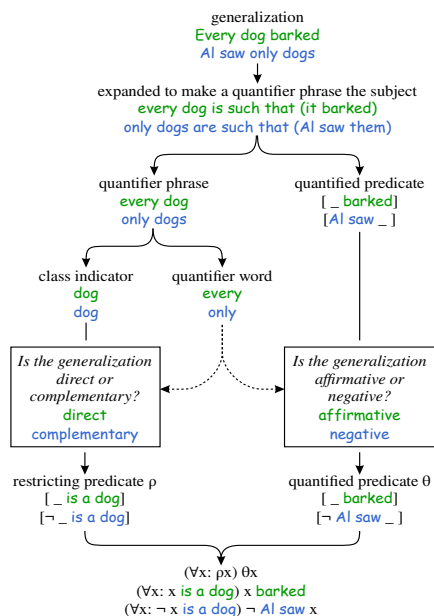 generalization
Every dog barked
Al saw only dogs
expanded to make a quantifier phrase the subject
every dog is such that (it barked)
only dogs are such that (Al saw them)
quantifier phrase
every dog
only dogs
quantified predicate
[ _ barked]
[Al saw _ ]
class indicator
dog
dog
quantifier word
every
only
Is the generalization
direct or
complementary?
direct
complementary
Is the generalization
affirmative or
negative?
affirmative
negative
restricting predicate ρ
[ _ is a dog]
[¬ _ is a dog]
quantified predicate θ
[ _ barked]
[¬ Al saw _ ]
(∀x: ρx) θx
(∀x: x is a dog) x barked
(∀x: ¬ x is a dog) ¬ Al saw x